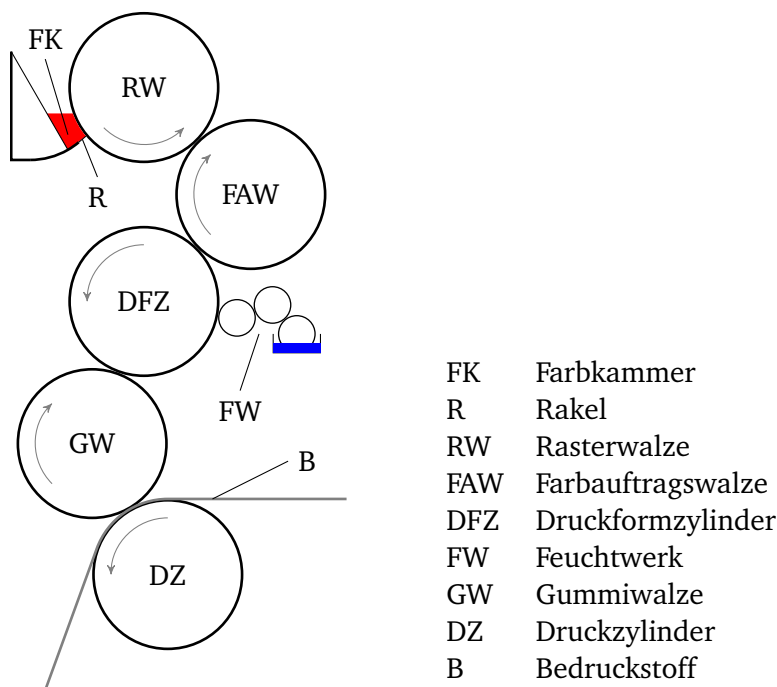 FK
RW
R
FAW
DFZ
FW
GW
B
DZ
FK Farbkammer
R Rakel
RW Rasterwalze
FAW Farbauftragswalze
DFZ Druckformzylinder
FW Feuchtwerk
GW Gummiwalze
DZ Druckzylinder
B Bedruckstoff